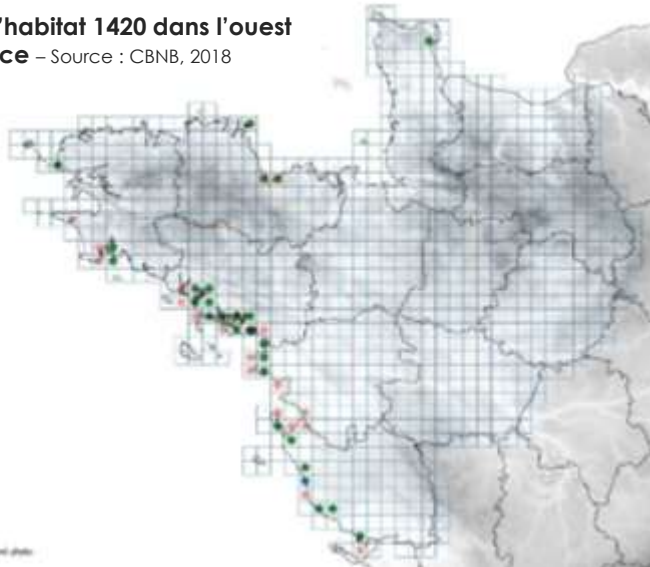 ’habitat 1420 dans l’ouest
ce – Source : CBNB, 2018